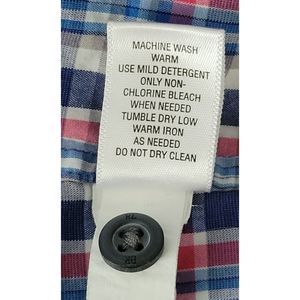 MACHINE WASH
WARM
USE MILD DETERGENT
ONLY NON-
CHLORINE BLEACH
WHEN NEEDED
TUMBLE DRY LOW
WARM IRON
AS NEEDED
DO NOT DRY CLEAN
BR